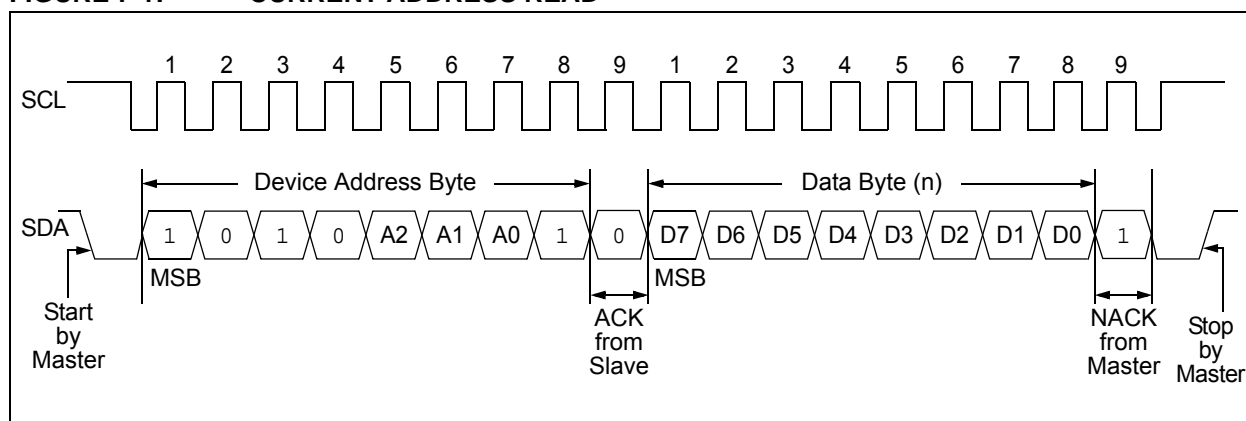 1 2 3 4 5 6 7 8 9 1 2 3 4 5 6 7 8 9
SCL
Device Address Byte Data Byte (n)
SDA 1 0 1 0 A2 A1 A0 1 0 D7 D6 D5 D4 D3 D2 D1 D0 1
MSB MSB
Start
by
Master
ACK
from
Slave
NACK
from
Master
Stop
by
Master